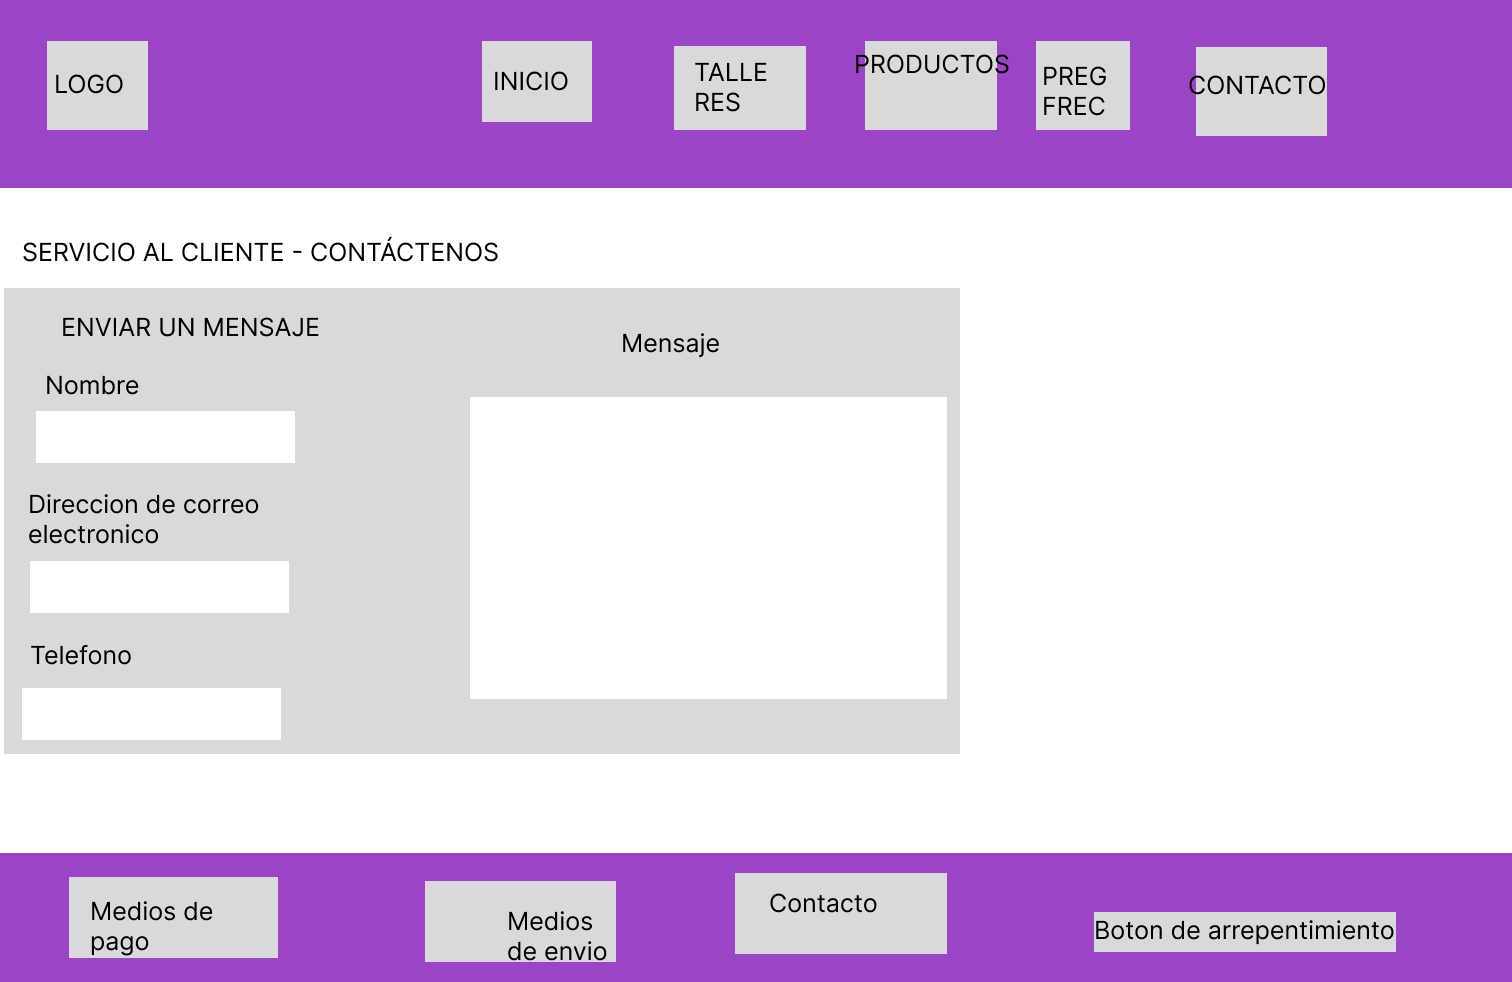 LOGO
INICIO
TALLE
RES
PRODUCTOS
PREG
FREC
CONTACTO
SERVICIO AL CLIENTE - CONTÁCTENOS
ENVIAR UN MENSAJE
Mensaje
Nombre
Direccion de correo
electronico
Telefono
Medios de
pago
Medios
de envio
Contacto
Boton de arrepentimiento